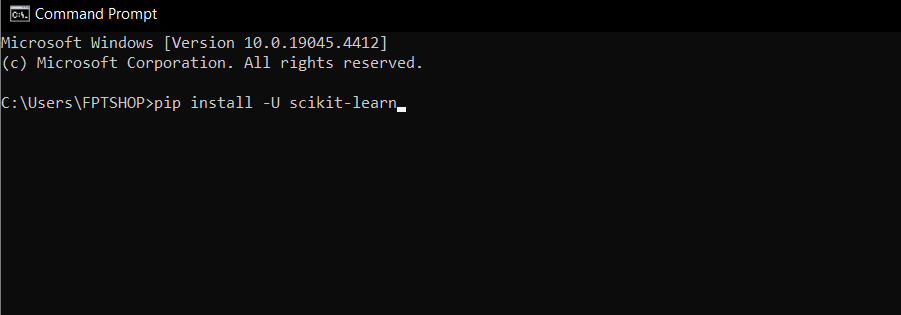 Command Prompt
Microsoft Windows [Version 10.0.19045.4412]
(c) Microsoft Corporation. All rights reserved.
C:\Users\FPTSHOP>pip install -U scikit-learn